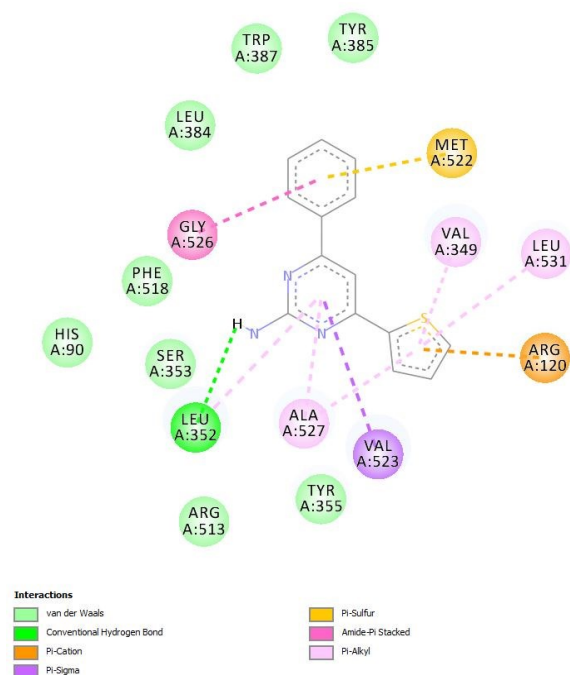 TRP
A:387
TYR
A:385
LEU
A:384
MET
A:522
GLY
A:526
VAL
A:349
LEU
A:531
PHE
A:518
S
N
HIS
A:90
H
N
N
SER
A:353
ARG
A:120
LEU
A:352
ALA
A:527
VAL
A:523
TYR
A:355
ARG
A:513
Interactions
van der Waals
Conventional Hydrogen Bond
Pi-Cation
Pi-Sigma
Pi-Sulfur
Amide-Pi Stacked
Pi-Alkyl